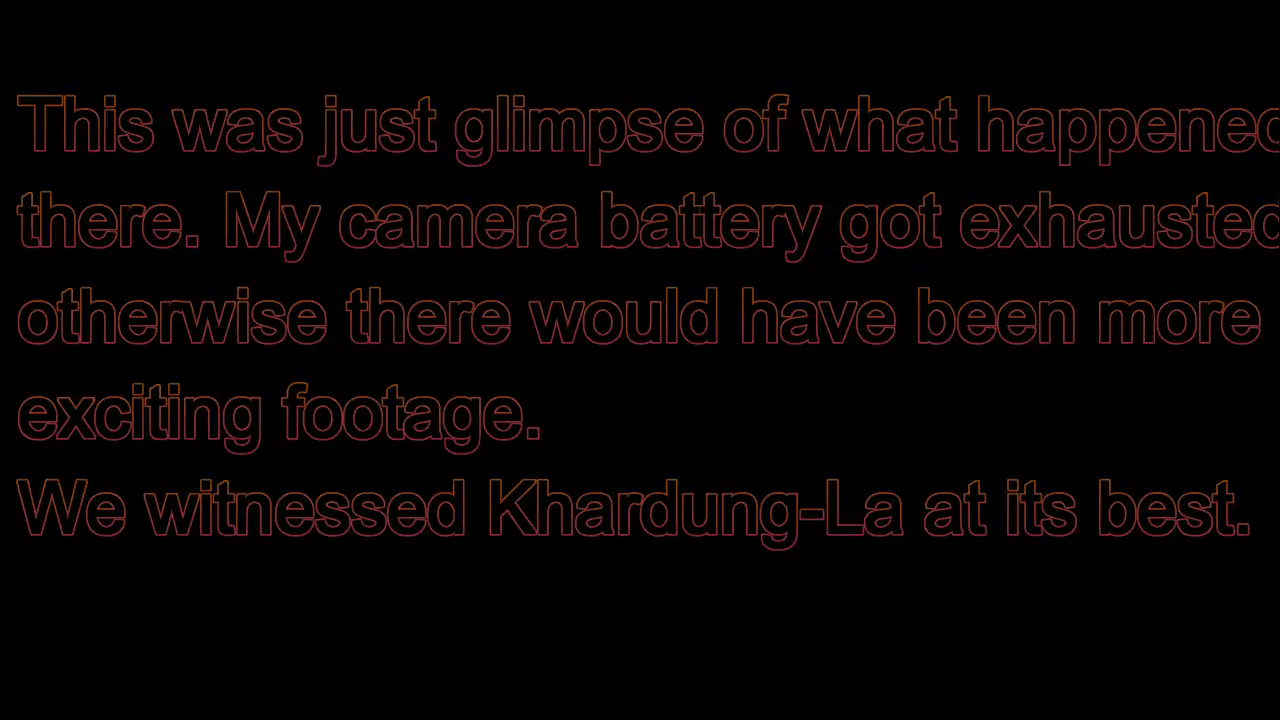 This was just glimpse of what happened
there. My camera battery got exhausted
otherwise there would have been more
exciting footage.
We witnessed Khardung-La at its best.